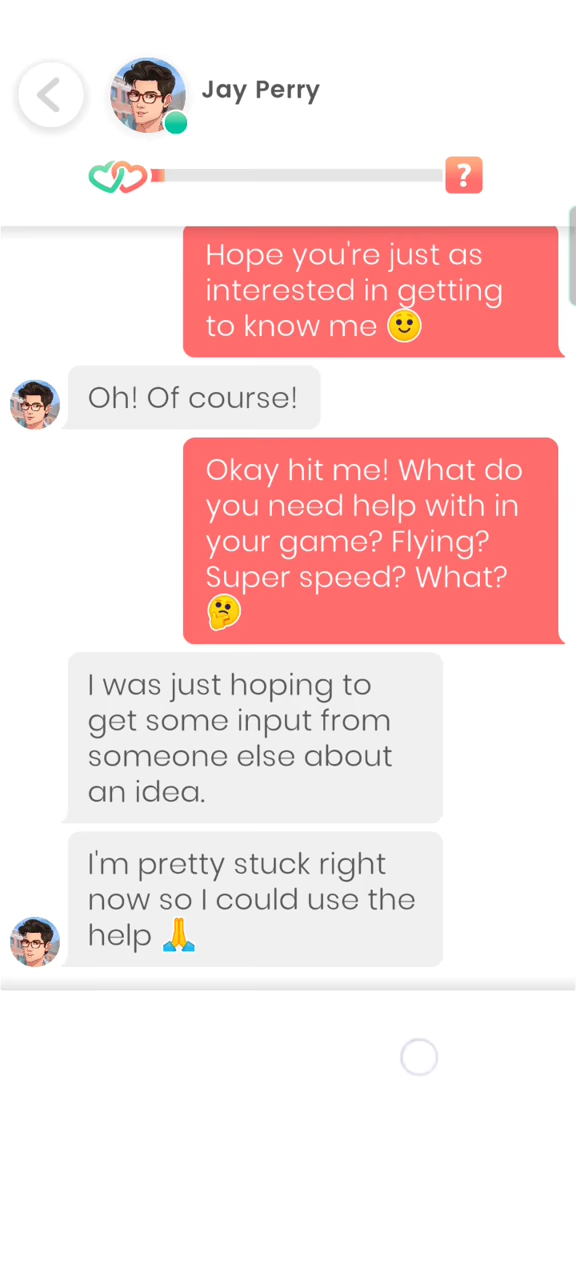 Jay Perry
?
Hope you're just as
interested in getting
to know me 🙂
Oh! Of course!
Okay hit me! What do
you need help with in
your game? Flying?
Super speed? What?
🤔
I was just hoping to
get some input from
someone else about
an idea.
I'm pretty stuck right
now so I could use the
help 🙏